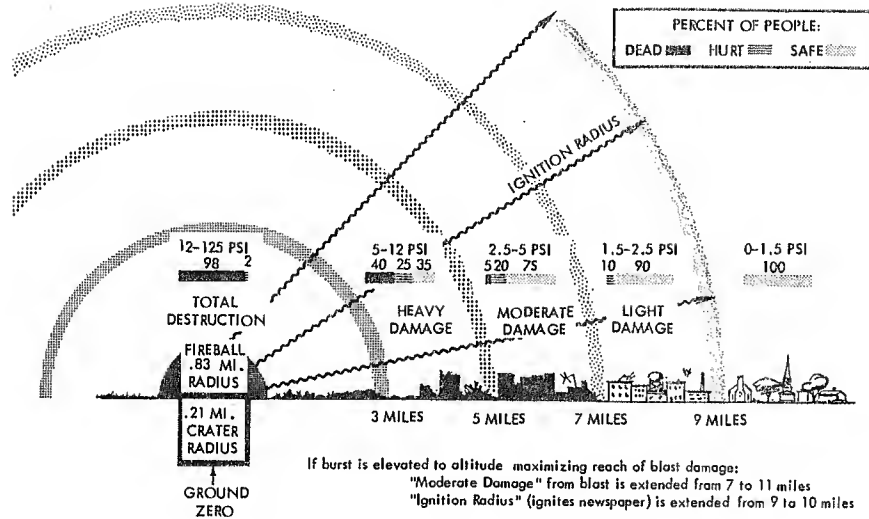 PERCENT OF PEOPLE:
DEAD HURT SAFE
IGNITION RADIUS
12-125 PSI
98 2
TOTAL
DESTRUCTION
5-12 PSI
40 25 35
HEAVY
DAMAGE
2.5-5 PSI
5 20 75
MODERATE
DAMAGE
1.5-2.5 PSI
10 90
LIGHT
DAMAGE
0-1.5 PSI
100
FIREBALL
.83 MI.
RADIUS
.21 MI.
CRATER
RADIUS
GROUND
ZERO
3 MILES 5 MILES 7 MILES 9 MILES
If burst is elevated to altitude maximizing reach of blast damage:
"Moderate Damage" from blast is extended from 7 to 11 miles
"Ignition Radius" (ignites newspaper) is extended from 9 to 10 miles